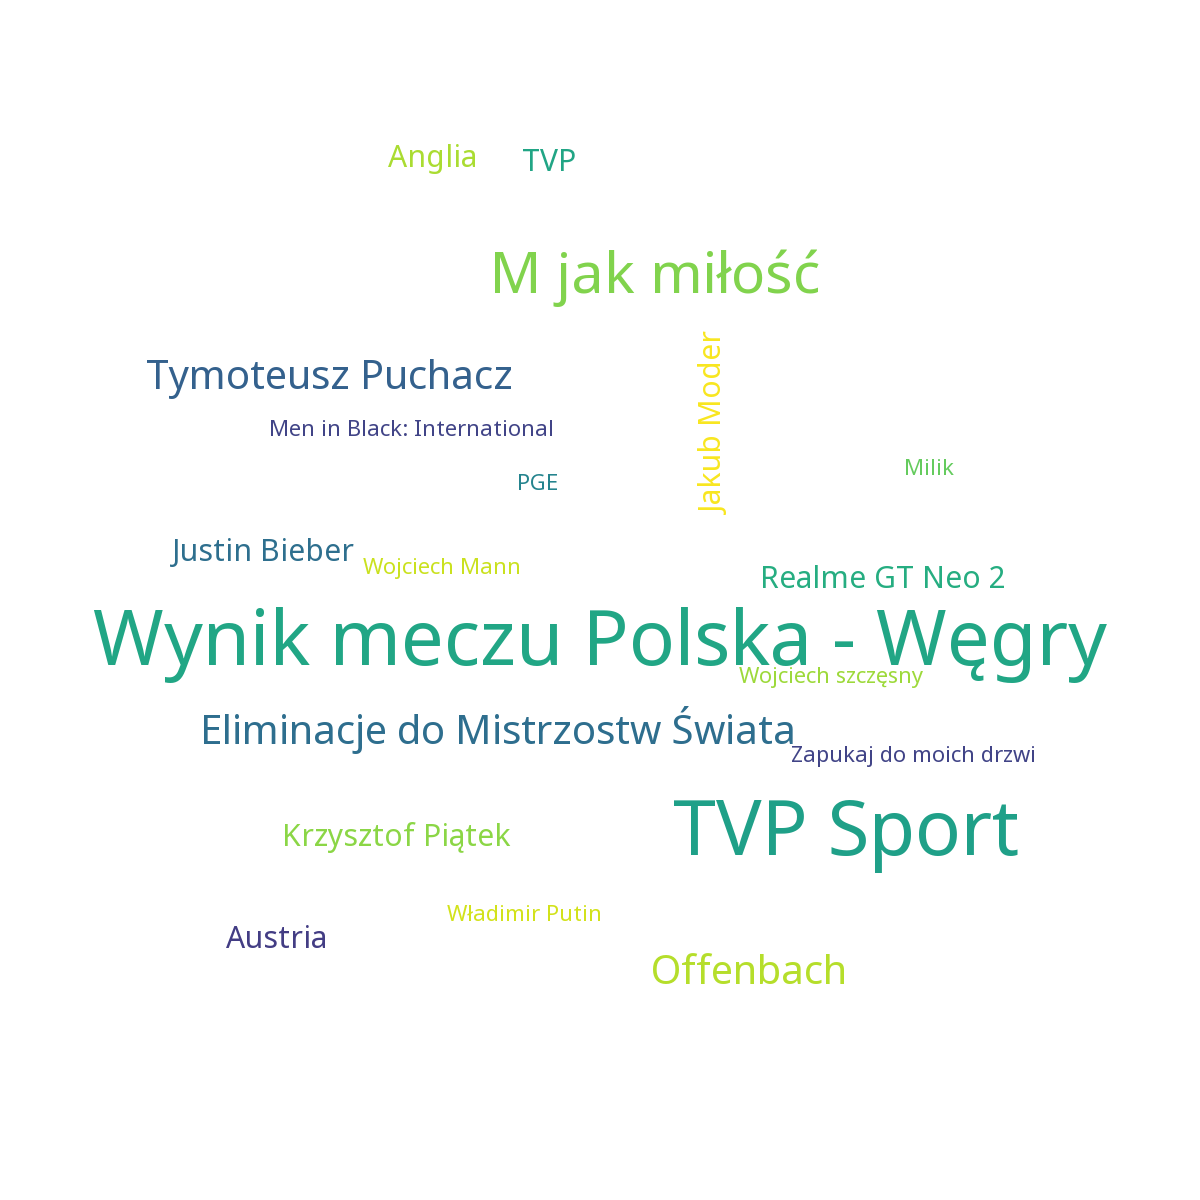 Anglia
TVP
M jak miłość
Tymoteusz Puchacz
Jakub Moder
Men in Black: International
Milik
PGE
Justin Bieber
Wojciech Mann
Realme GT Neo 2
Wynik meczu Polska - Węgry
Wojciech szczęsny
Eliminacje do Mistrzostw Świata
Zapukaj do moich drzwi
TVP Sport
Krzysztof Piątek
Władimir Putin
Austria
Offenbach